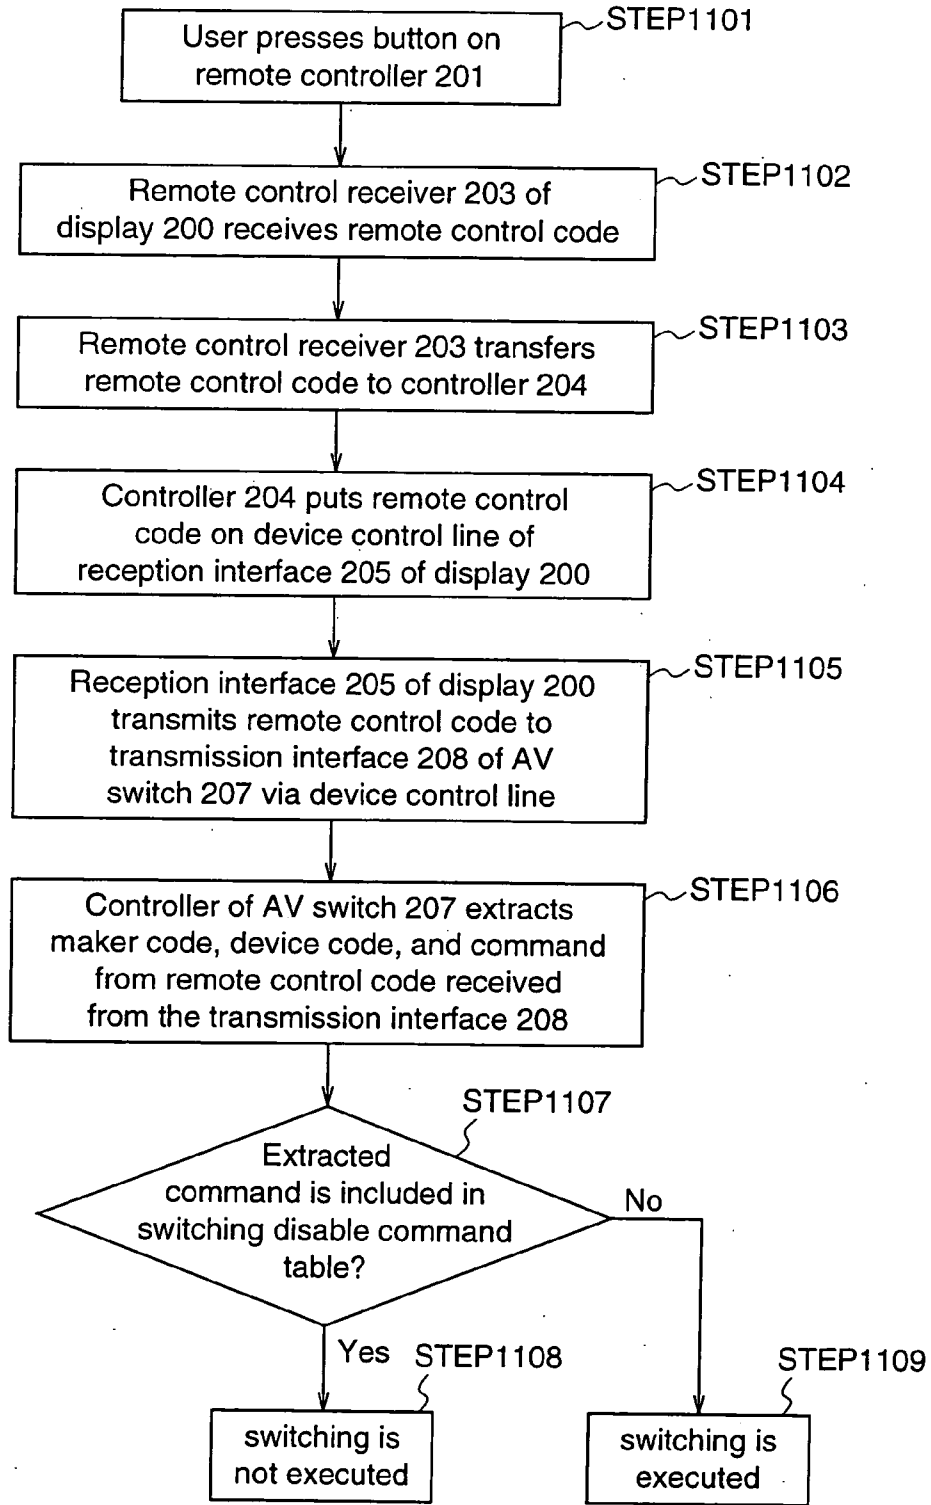 STEP1101
User presses button on
remote controller 201
STEP1102
Remote control receiver 203 of
display 200 receives remote control code
STEP1103
Remote control receiver 203 transfers
remote control code to controller 204
STEP1104
Controller 204 puts remote control
code on device control line of
reception interface 205 of display 200
STEP1105
Reception interface 205 of display 200
transmits remote control code to
transmission interface 208 of AV
switch 207 via device control line
STEP1106
Controller of AV switch 207 extracts
maker code, device code, and command
from remote control code received
from the transmission interface 208
STEP1107
Extracted
command is included in
switching disable command
table?
No
Yes
STEP1108
STEP1109
switching is
not executed
switching is
executed